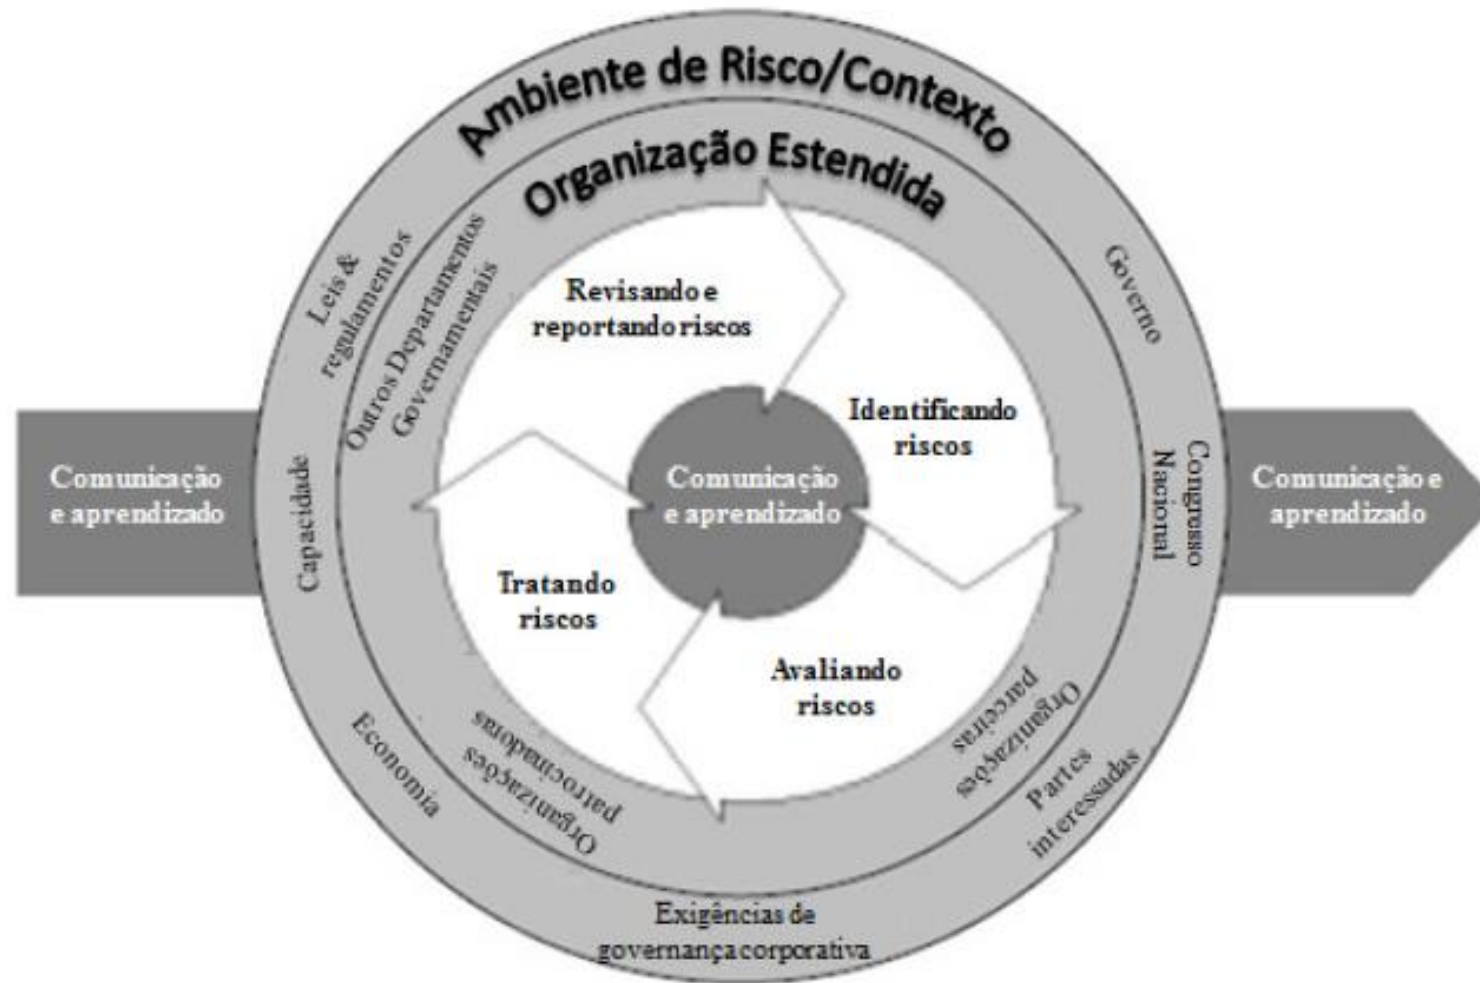 Ambiente de Risco/Contexto
Organização Estendida
Leis &
regulamentos
Outros Departamentos
Governamentais
Governo
Revisando e
reportando riscos
Identificando
riscos
Comunicação
e aprendizado
Capacidade
Comunicação
e aprendizado
Congresso
Nacional
Comunicação e
aprendizado
Tratando
riscos
Avaliando
riscos
Economia
Organizações
patrocinadoras
Organizações
parceiras
Partes
interessadas
Exigências de
governança corporativa